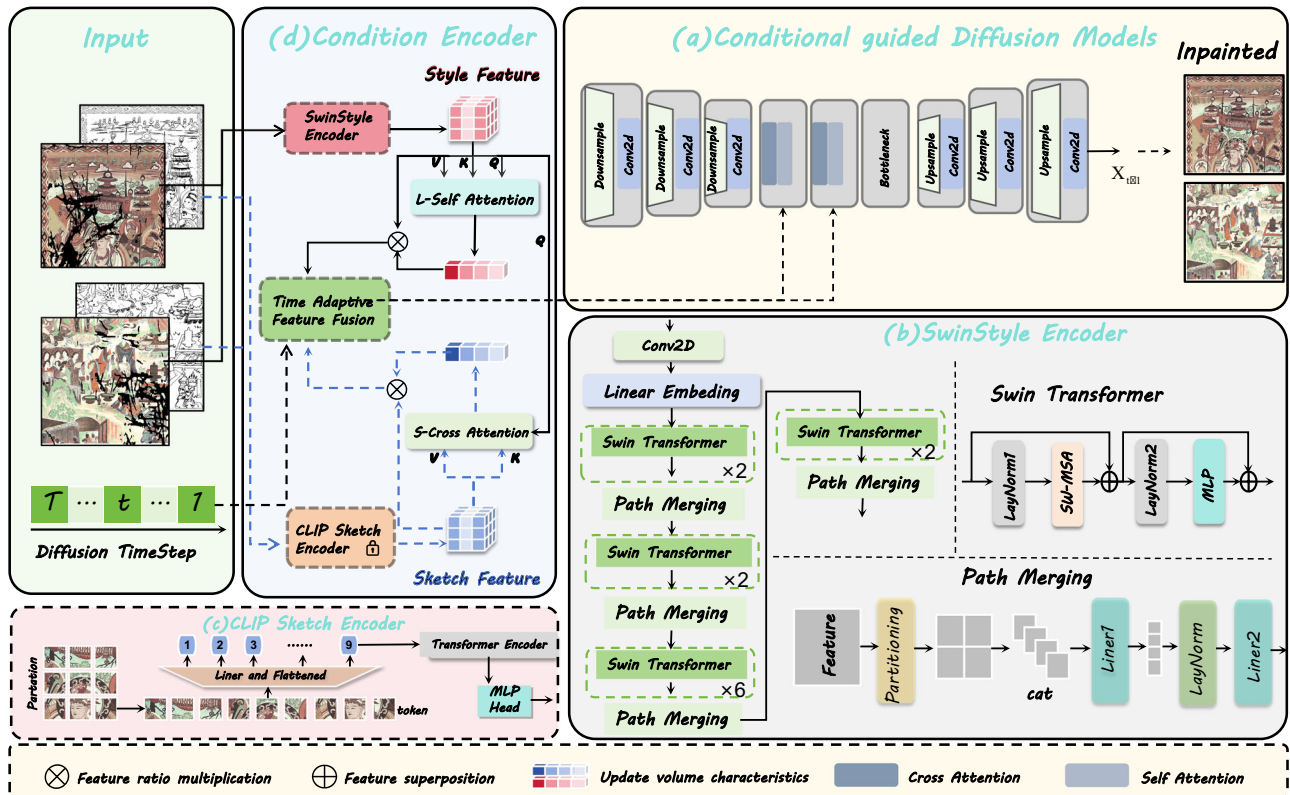 Input
T ... t ... 1
Diffusion TimeStep
(d)Condition Encoder
Style Feature
SwinStyle
Encoder
V K Q
L-Self Attention
Q
Time Adaptive
Feature Fusion
S-Cross Attention
V K
CLIP Sketch
Encoder
Sketch Feature
(a)Conditional guided Diffusion Models
Inpainted
Downsample
Conv2d
Downsample
Conv2d
Downsample
Conv2d
Bottleneck
Upsample
Conv2d
Upsample
Conv2d
Upsample
Conv2d
X t□1
(b)SwinStyle Encoder
Conv2D
Linear Embeding
Swin Transformer
×2
Path Merging
Swin Transformer
×2
Path Merging
Swin Transformer
×6
Path Merging
Swin Transformer
×2
Path Merging
Swin Transformer
LayNorm1
SW-MSA
LayNorm2
MLP
Path Merging
Feature
Partitioning
cat
Liner1
LayNorm
Liner2
(c)CLIP Sketch Encoder
Partation
1 2 3 ...... 9
Liner and Flattened
token
Transformer Encoder
MLP
Head
Feature ratio multiplication
Feature superposition
Update volume characteristics
Cross Attention
Self Attention